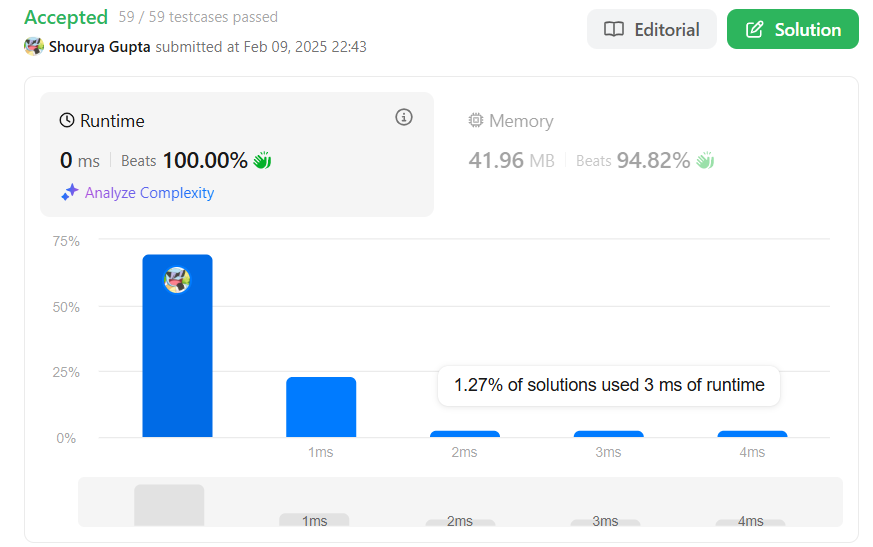 Accepted 59 / 59 testcases passed
Shourya Gupta submitted at Feb 09, 2025 22:43
Editorial
Solution
Runtime
0 ms Beats 100.00%
Analyze Complexity
Memory
41.96 MB Beats 94.82%
75%
50%
25%
0%
1.27% of solutions used 3 ms of runtime
1ms 2ms 3ms 4ms
1ms 2ms 3ms 4ms